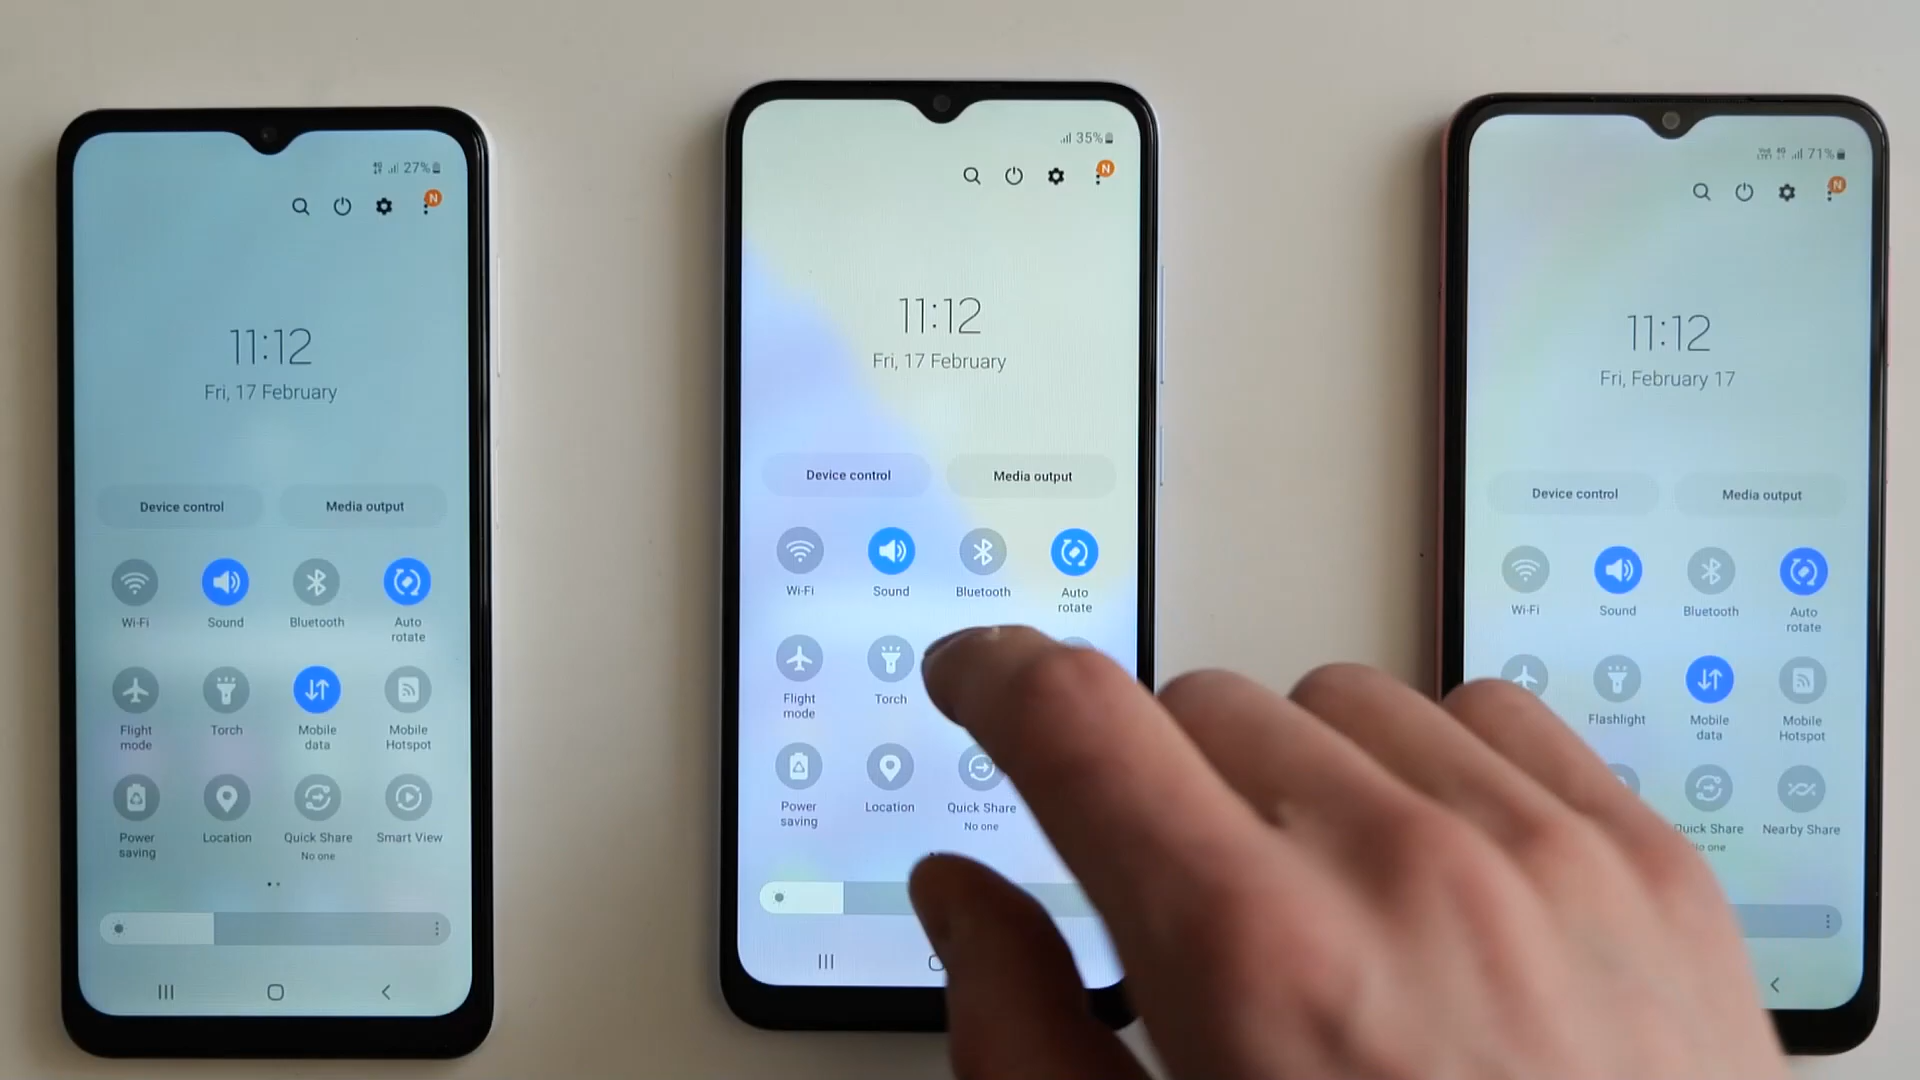 27%
N
11:12
Fri, 17 February
Device control
Media output
Wi-Fi
Sound
Bluetooth
Auto
rotate
Flight
mode
Torch
Mobile
data
Mobile
Hotspot
Power
saving
Location
Quick Share
No one
Smart View
35%
N
11:12
Fri, 17 February
Device control
Media output
Wi-Fi
Sound
Bluetooth
Auto
rotate
Flight
mode
Torch
Power
saving
Location
Quick Share
No one
71%
N
11:12
Fri, February 17
Device control
Media output
Wi-Fi
Sound
Bluetooth
Auto
rotate
Flashlight
Mobile
data
Mobile
Hotspot
Quick Share
No one
Nearby Share